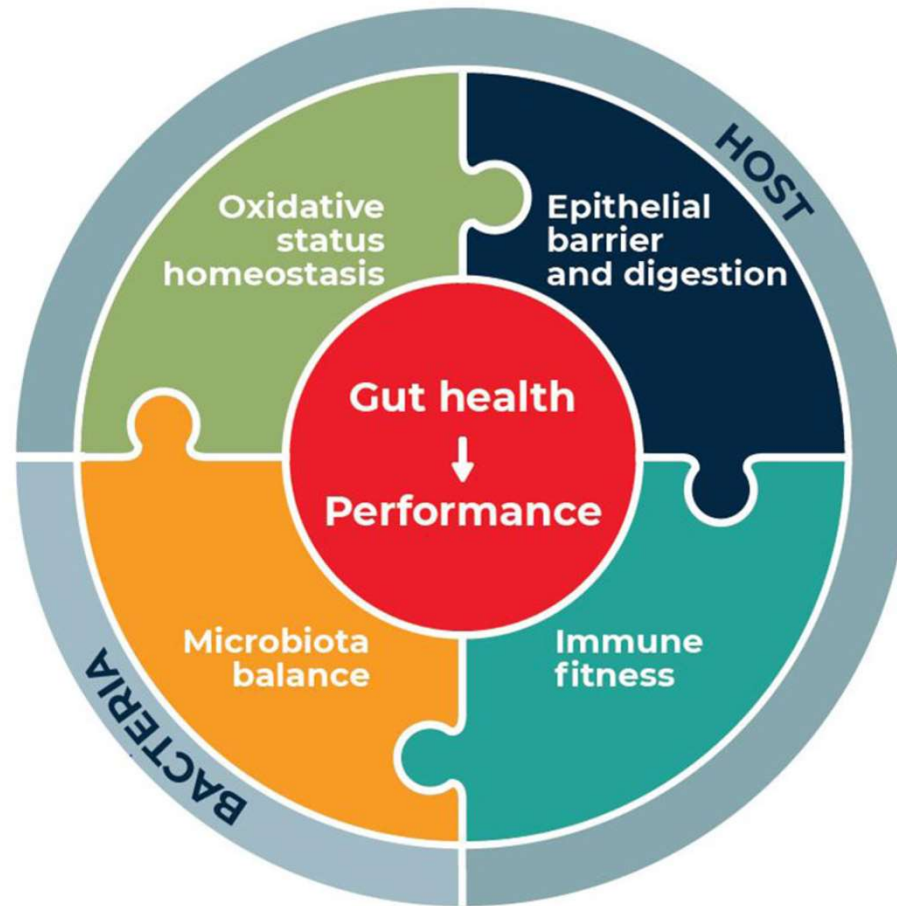 HOST
Oxidative
status
homeostasis
Epithelial
barrier
and digestion
Gut health
Performance
Microbiota
balance
Immune
fitness
BACTERIA